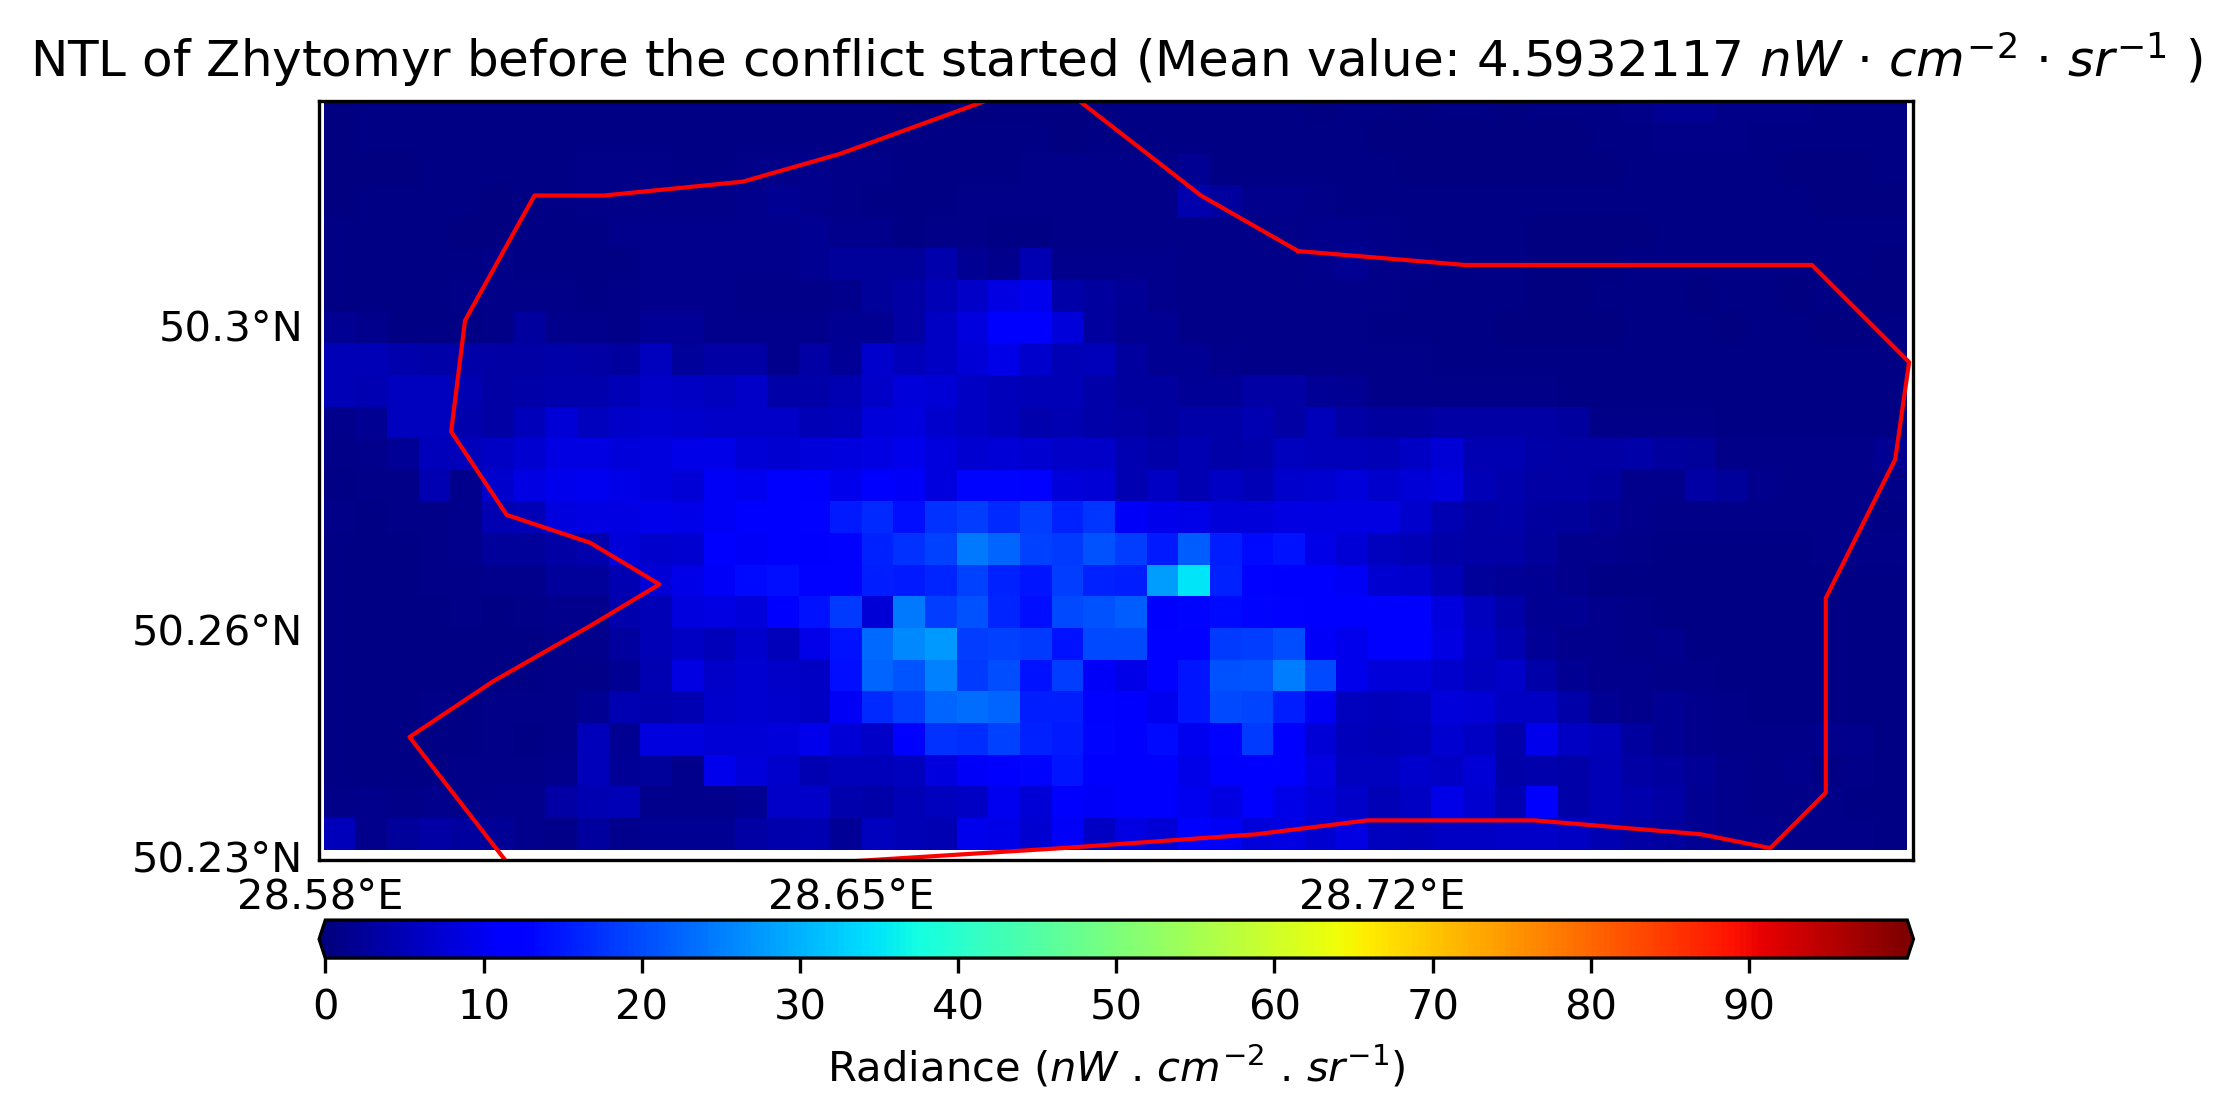 NTL of Zhytomyr before the conflict started (Mean value: 4.5932117 nW · cm⁻² · sr⁻¹ )
50.3°N
50.26°N
50.23°N
28.58°E 28.65°E 28.72°E
0 10 20 30 40 50 60 70 80 90
Radiance (nW . cm⁻² . sr⁻¹)